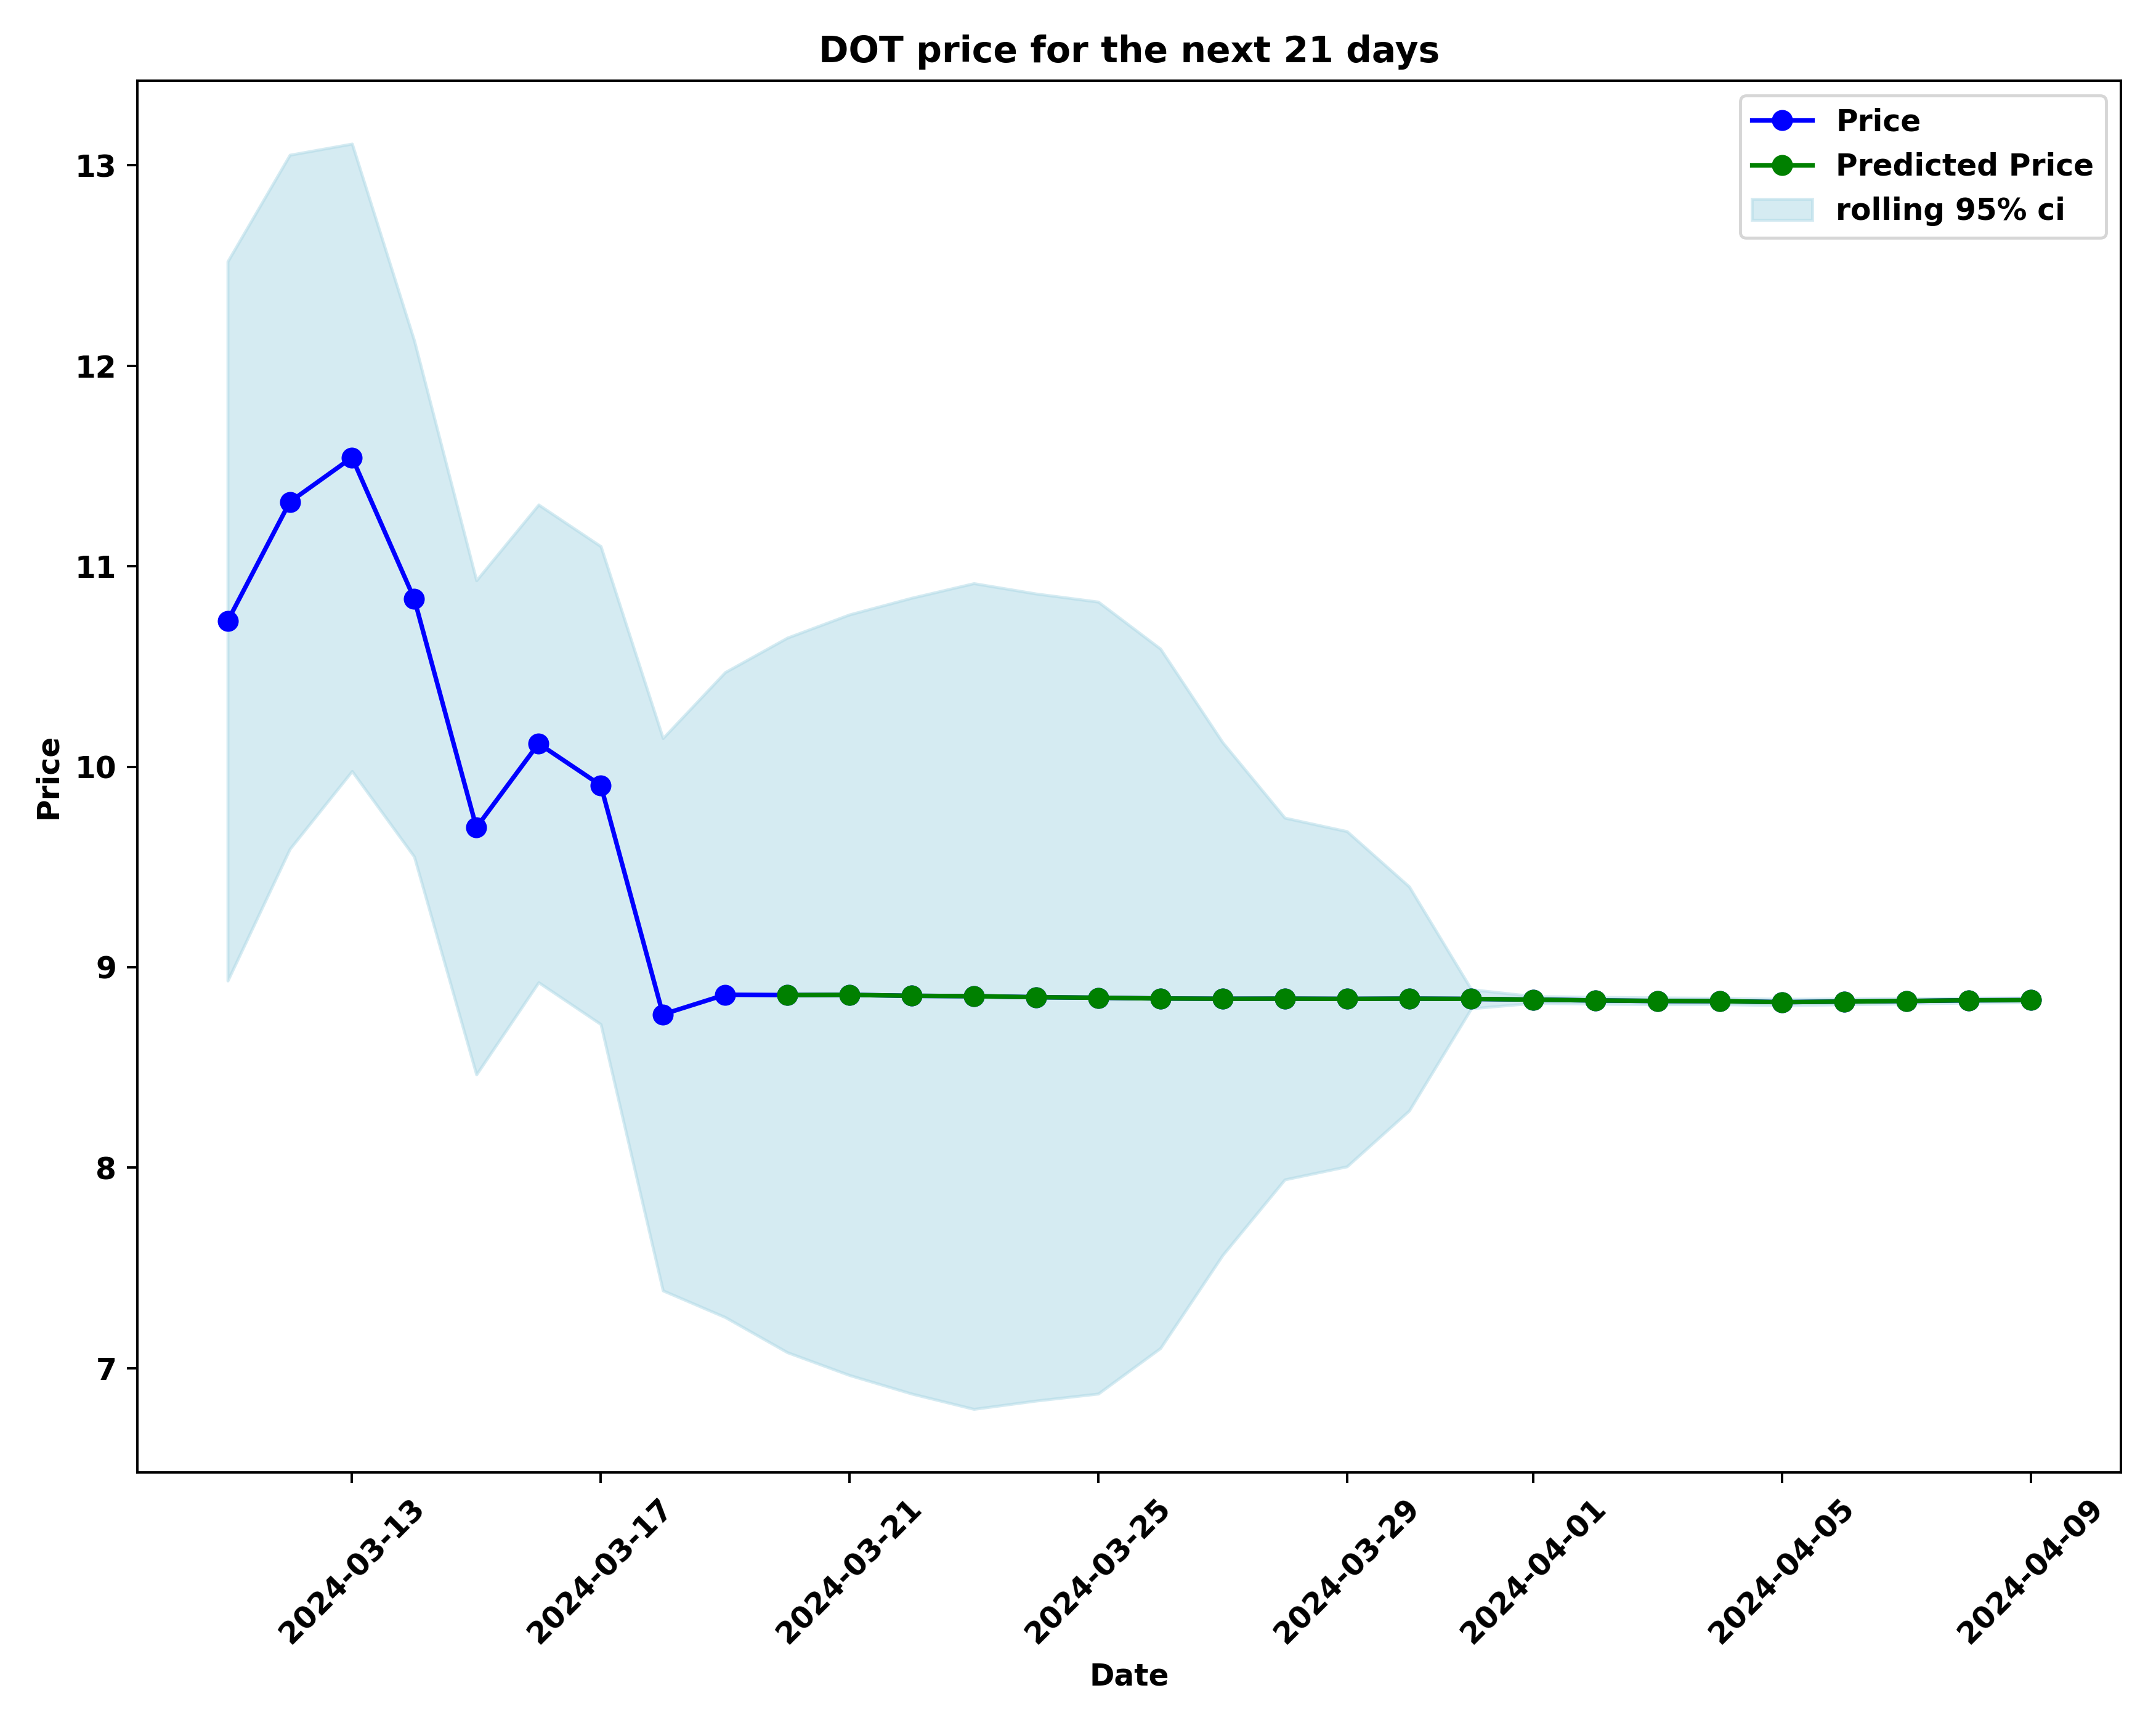 DOT price for the next 21 days
Price
Predicted Price
rolling 95% ci
13
12
11
10
9
8
7
Price
2024-03-13
2024-03-17
2024-03-21
2024-03-25
2024-03-29
2024-04-01
2024-04-05
2024-04-09
Date